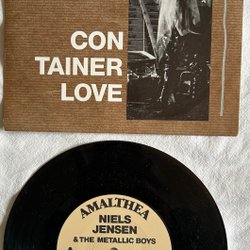 CON
TAINER
LOVE
AMALTHEA
NIELS
JENSEN
& THE METALLIC BOYS